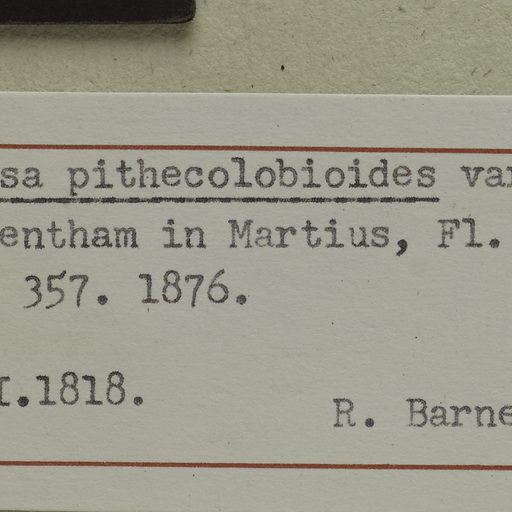 sa pithecolobioides var
entham in Martius, Fl.
357. 1876.
I.1818.
R. Barne